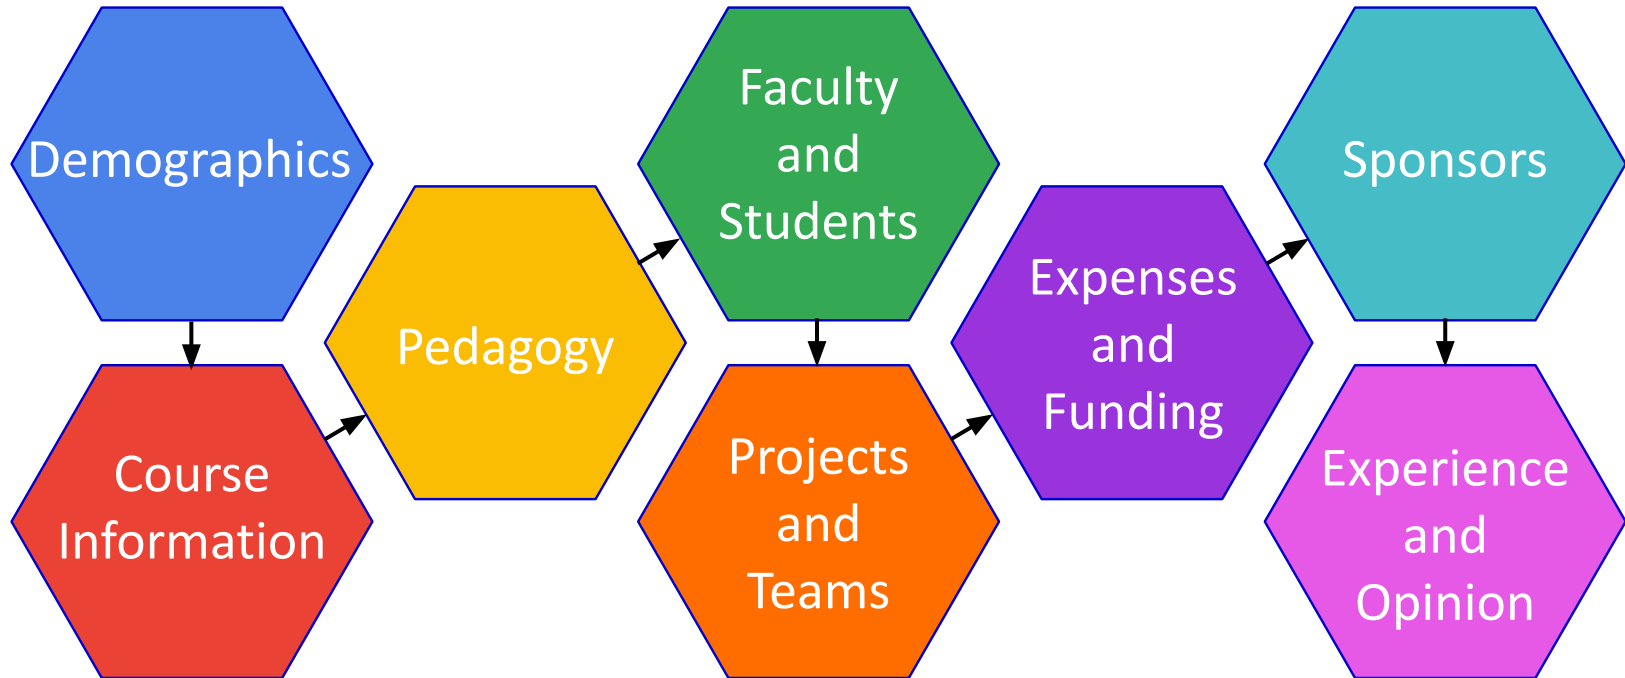 Demographics
Course
Information
Pedagogy
Faculty
and
Students
Projects
and
Teams
Expenses
and
Funding
Sponsors
Experience
and
Opinion